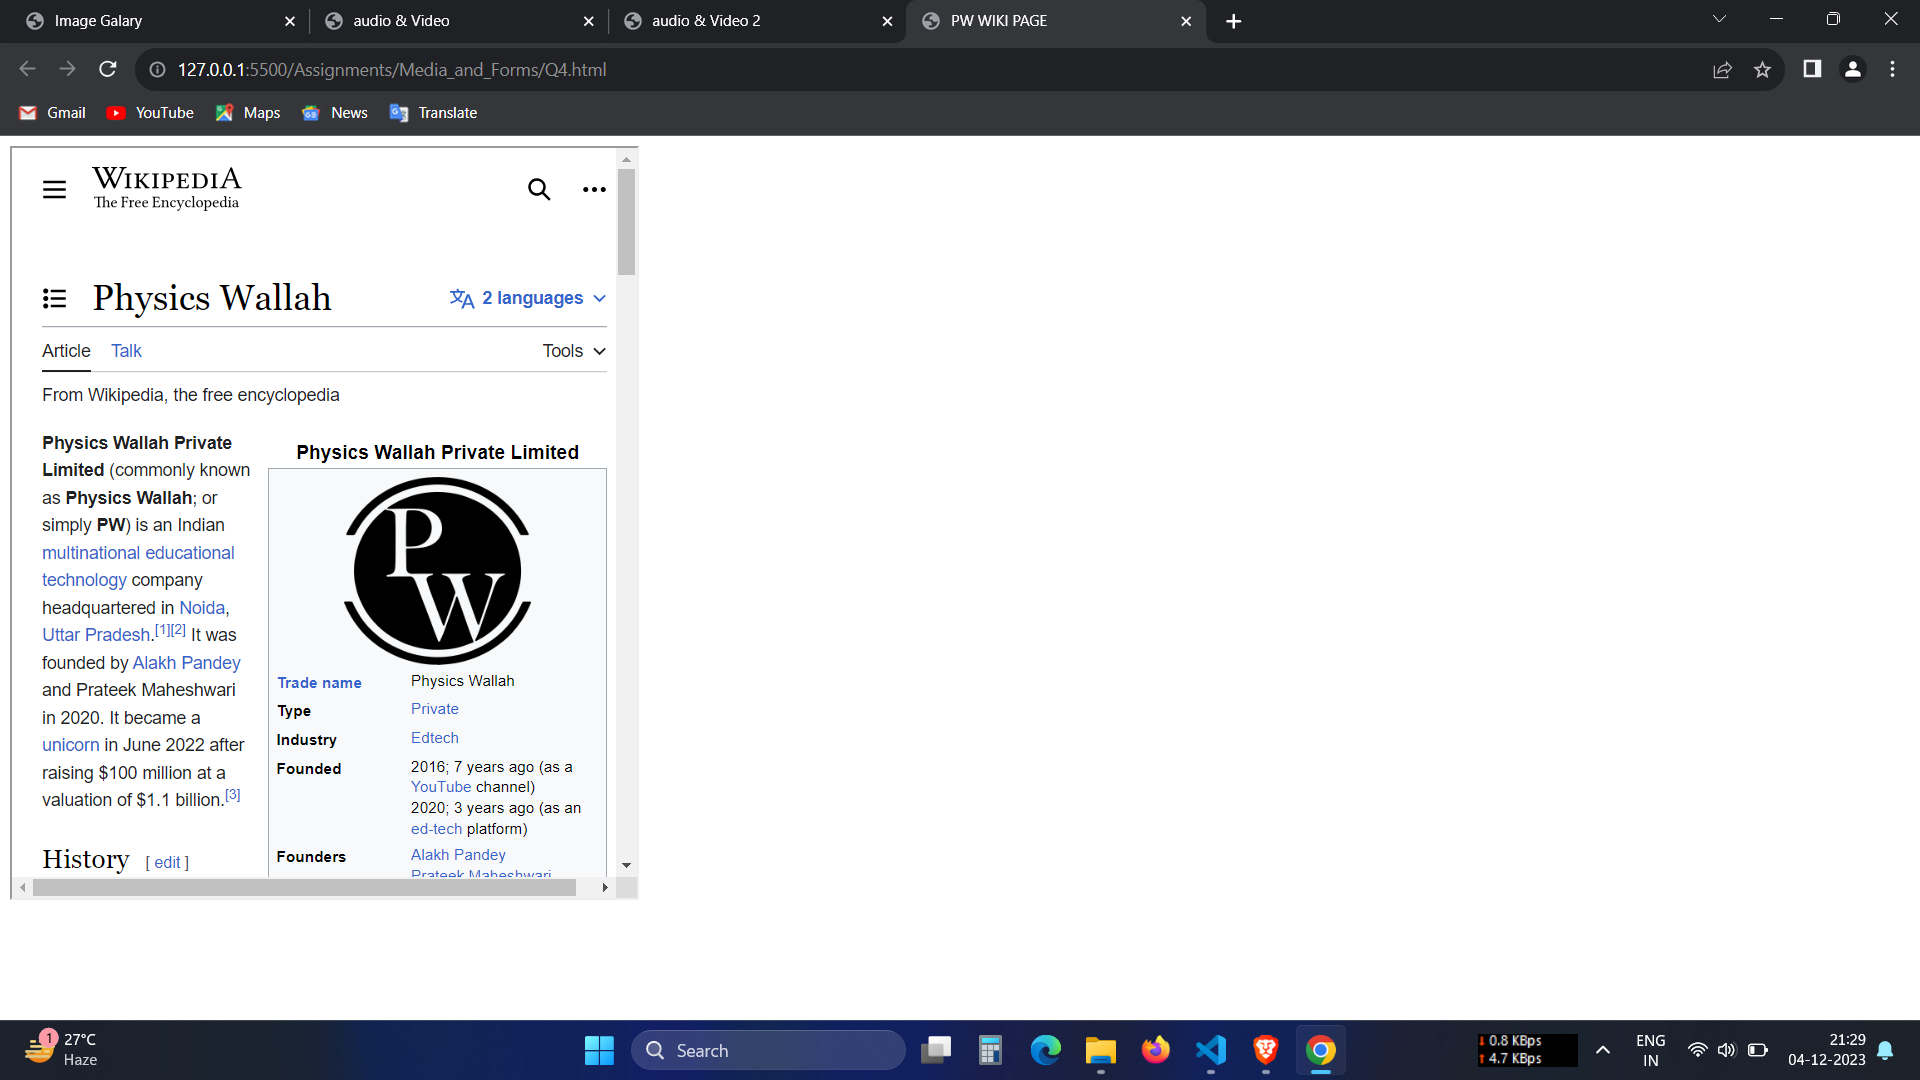 Image Galary
audio & Video
audio & Video 2
PW WIKI PAGE
127.0.0.1:5500/Assignments/Media_and_Forms/Q4.html
Gmail
YouTube
Maps
News
Translate
WIKIPEDIA
The Free Encyclopedia
Physics Wallah
2 languages
Article
Talk
Tools
From Wikipedia, the free encyclopedia
Physics Wallah Private
Limited (commonly known
as Physics Wallah; or
simply PW) is an Indian
multinational educational
technology company
headquartered in Noida,
Uttar Pradesh.[1][2] It was
founded by Alakh Pandey
and Prateek Maheshwari
in 2020. It became a
unicorn in June 2022 after
raising $100 million at a
valuation of $1.1 billion.[3]
History [ edit ]
Physics Wallah Private Limited
P
W
Trade name Physics Wallah
Type Private
Industry Edtech
Founded 2016; 7 years ago (as a
YouTube channel)
2020; 3 years ago (as an
ed-tech platform)
Founders Alakh Pandey
Prateek Maheshwari
1
27°C
Haze
Search
0.8 KBps
4.7 KBps
ENG
IN
21:29
04-12-2023